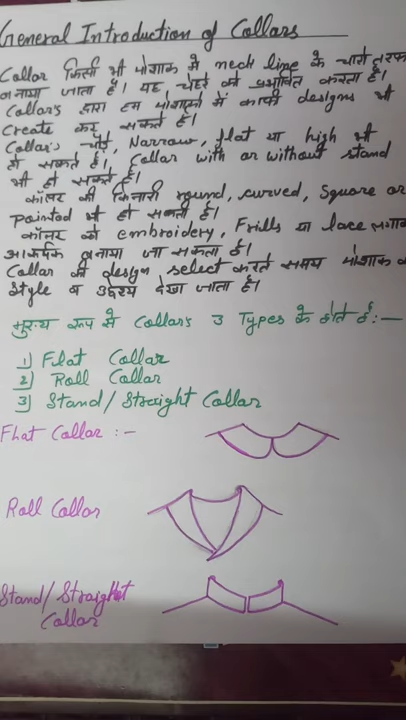 General Introduction of Collars
Collar किसी भी पोशाक में neck line के चारो तरफ
बनाया जाता है। यह चेहरे को प्रभावित करता है।
Collar's द्वारा हम पोशाकों में काफी designs भी
Create कर सकते है।
Collar's चौड़े, Narrow, flat या high भी
हो सकते है, Collar with or without stand
भी हो सकते है।
कॉलर की किनारी round, curved, Square or
pointed भी हो सकती है।
कॉलर को embroidery, Frills या lace लगाकर
आकर्षक बनाया जा सकता है।
Collar की design select करते समय पोशाक
Style व उद्देश्य देखा जाता है।
मुख्य रूप से Collars 3 Types के होते है:-
1) Flat Collar
2) Roll Collar
3) Stand/Straight Collar
Flat Collar :-
Roll Collar
Stand/Straight
Collar